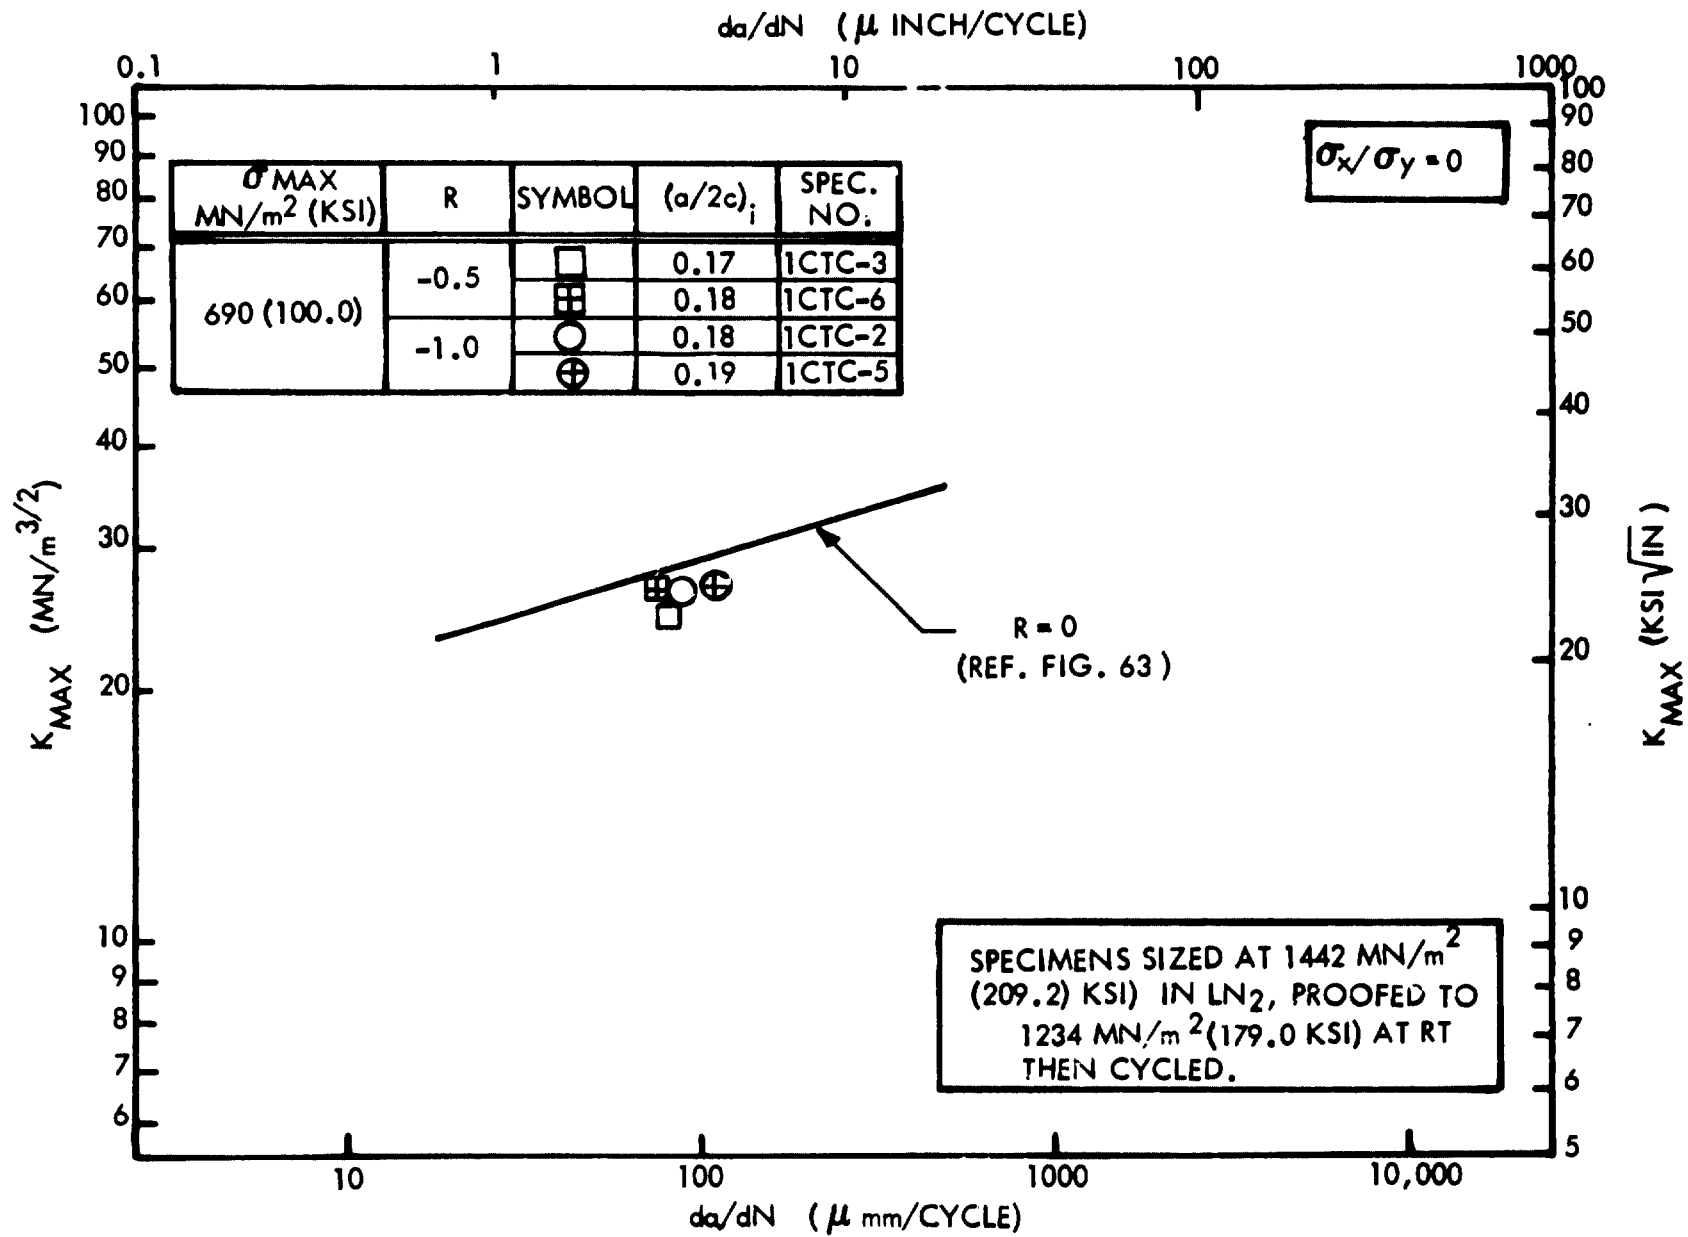 da/dN (μ INCH/CYCLE)
0.1 1 10 100 1000
100
90
80
70
60
50
40
30
20
10
9
8
7
6
K MAX (MN/m3/2)
σ MAX MN/m2 (KSI) R SYMBOL (a/2c)i SPEC. NO.
690 (100.0)
-0.5 0.17 1CTC-3
0.18 1CTC-6
-1.0 0.18 1CTC-2
0.19 1CTC-5
σx/σy = 0
R = 0
(REF. FIG. 63)
SPECIMENS SIZED AT 1442 MN/m2
(209.2) KSI) IN LN2, PROOFED TO
1234 MN/m2(179.0 KSI) AT RT
THEN CYCLED.
100
90
80
70
60
50
40
30
20
10
9
8
7
6
5
K MAX (KSI √IN)
10 100 1000 10,000
da/dN (μ mm/CYCLE)